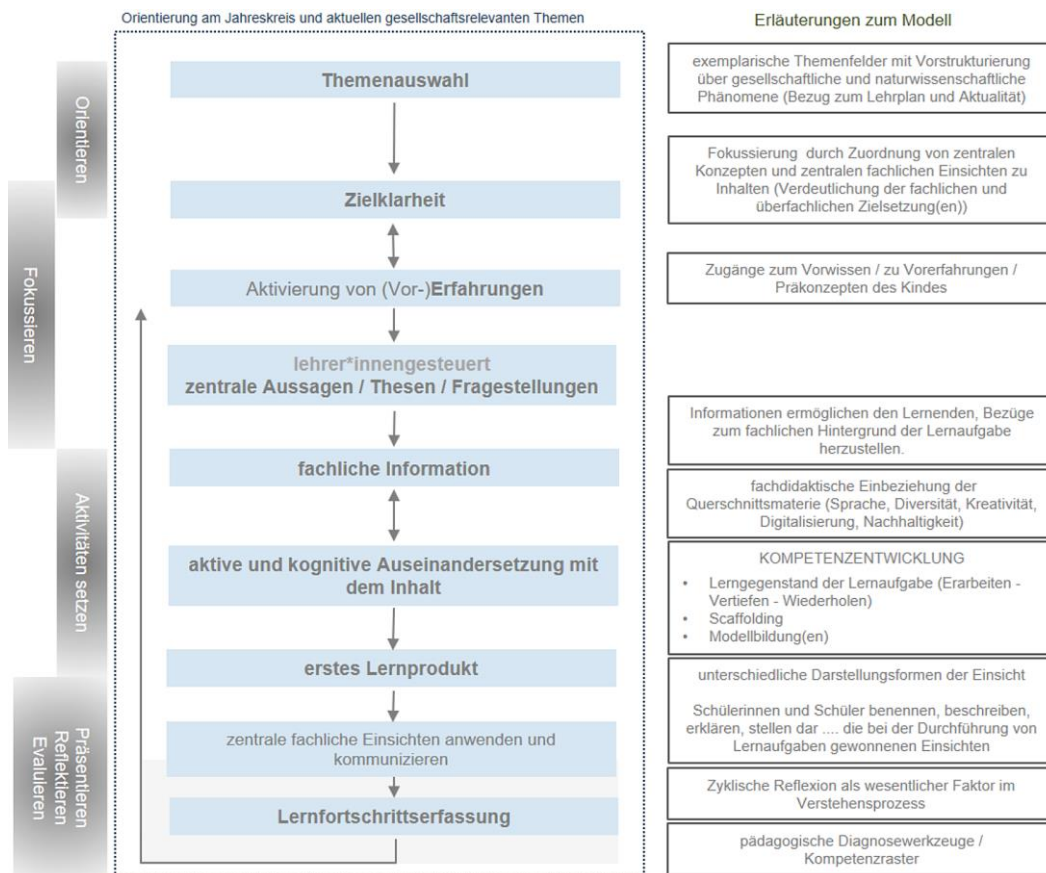 Orientierung am Jahreskreis und aktuellen gesellschaftsrelevanten Themen
Orientieren
Fokussieren
Aktivitäten setzen
Präsentieren
Reflektieren
Evaluieren
Themenauswahl
Zielklarheit
Aktivierung von (Vor-)Erfahrungen
lehrer*innengesteuert
zentrale Aussagen / Thesen / Fragestellungen
fachliche Information
aktive und kognitive Auseinandersetzung mit
dem Inhalt
erstes Lernprodukt
zentrale fachliche Einsichten anwenden und
kommunizieren
Lernfortschrittserfassung
Erläuterungen zum Modell
exemplarische Themenfelder mit Vorstrukturierung
über gesellschaftliche und naturwissenschaftliche
Phänomene (Bezug zum Lehrplan und Aktualität)
Fokussierung durch Zuordnung von zentralen
Konzepten und zentralen fachlichen Einsichten zu
Inhalten (Verdeutlichung der fachlichen und
überfachlichen Zielsetzung(en))
Zugänge zum Vorwissen / zu Vorerfahrungen /
Präkonzepten des Kindes
Informationen ermöglichen den Lernenden, Bezüge
zum fachlichen Hintergrund der Lernaufgabe
herzustellen.
fachdidaktische Einbeziehung der
Querschnittsmaterie (Sprache, Diversität, Kreativität,
Digitalisierung, Nachhaltigkeit)
KOMPETENZENTWICKLUNG
• Lerngegenstand der Lernaufgabe (Erarbeiten -
Vertiefen - Wiederholen)
• Scaffolding
• Modellbildung(en)
unterschiedliche Darstellungsformen der Einsicht
Schülerinnen und Schüler benennen, beschreiben,
erklären, stellen dar .... die bei der Durchführung von
Lernaufgaben gewonnenen Einsichten
Zyklische Reflexion als wesentlicher Faktor im
Verstehensprozess
pädagogische Diagnosewerkzeuge /
Kompetenzraster